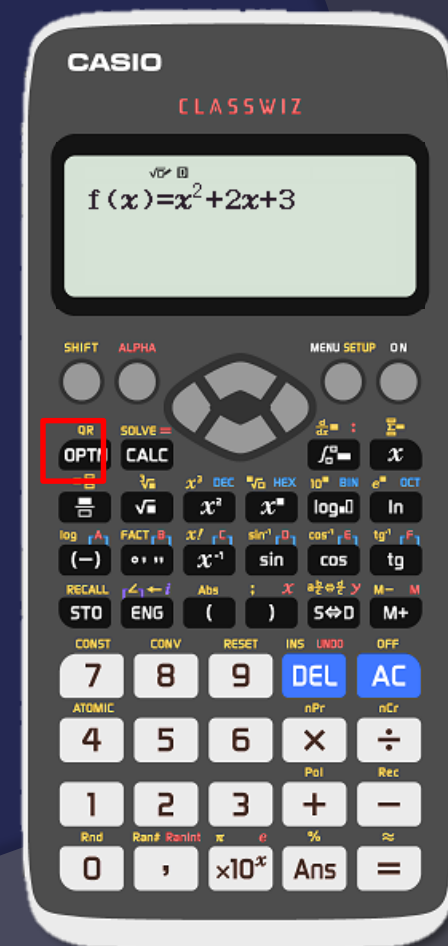 CASIO
CLASSWIZ
f(x)=x²+2x+3
SHIFT ALPHA MENU SETUP ON
QR SOLVE = :
OPTN CALC x
x³ DEC HEX 10■ BIN e■ OCT
√■ x² x■ log■□ ln
log A FACT B x! C sin⁻¹ D cos⁻¹ E tg⁻¹ F
(−) ° ’ ’’ x⁻¹ sin cos tg
RECALL ∠ ← i Abs ; x y M− M
STO ENG ( ) S⇔D M+
CONST CONV RESET INS UNDO OFF
7 8 9 DEL AC
ATOMIC nPr nCr
4 5 6 × ÷
Pol Rec
1 2 3 + −
Rnd Ran# RanInt π e % ≈
0 , ×10ˣ Ans =